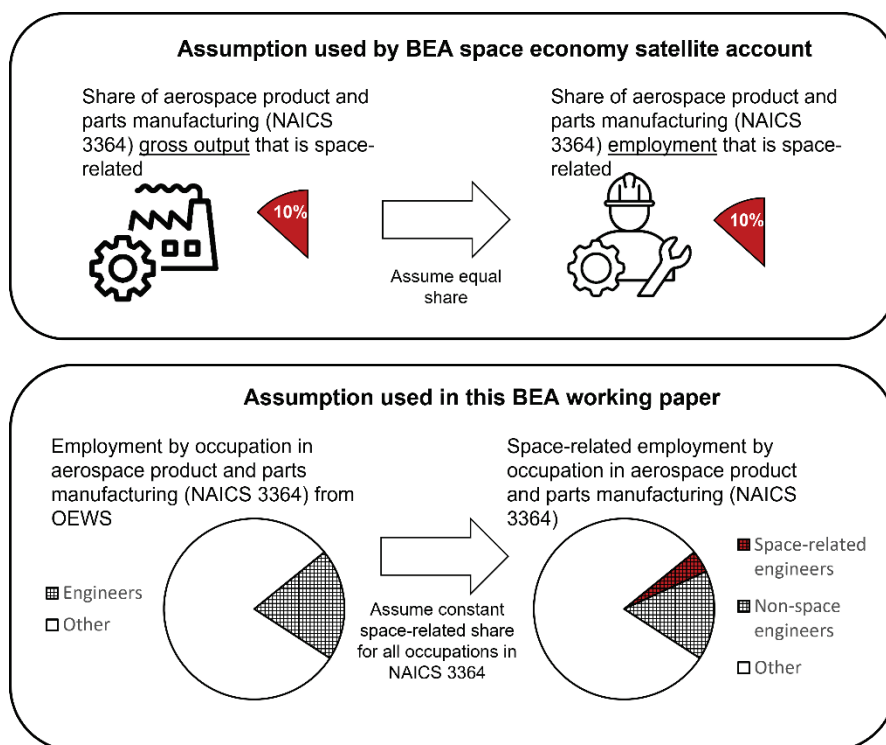 Assumption used by BEA space economy satellite account
Share of aerospace product and
parts manufacturing (NAICS
3364) gross output that is space-
related
10%
Assume equal
share
Share of aerospace product and
parts manufacturing (NAICS
3364) employment that is space-
related
10%
Assumption used in this BEA working paper
Employment by occupation in
aerospace product and parts
manufacturing (NAICS 3364) from
OEWS
Engineers
Other
Assume constant
space-related share
for all occupations in
NAICS 3364
Space-related employment by
occupation in aerospace product
and parts manufacturing (NAICS
3364)
Space-related
engineers
Non-space
engineers
Other